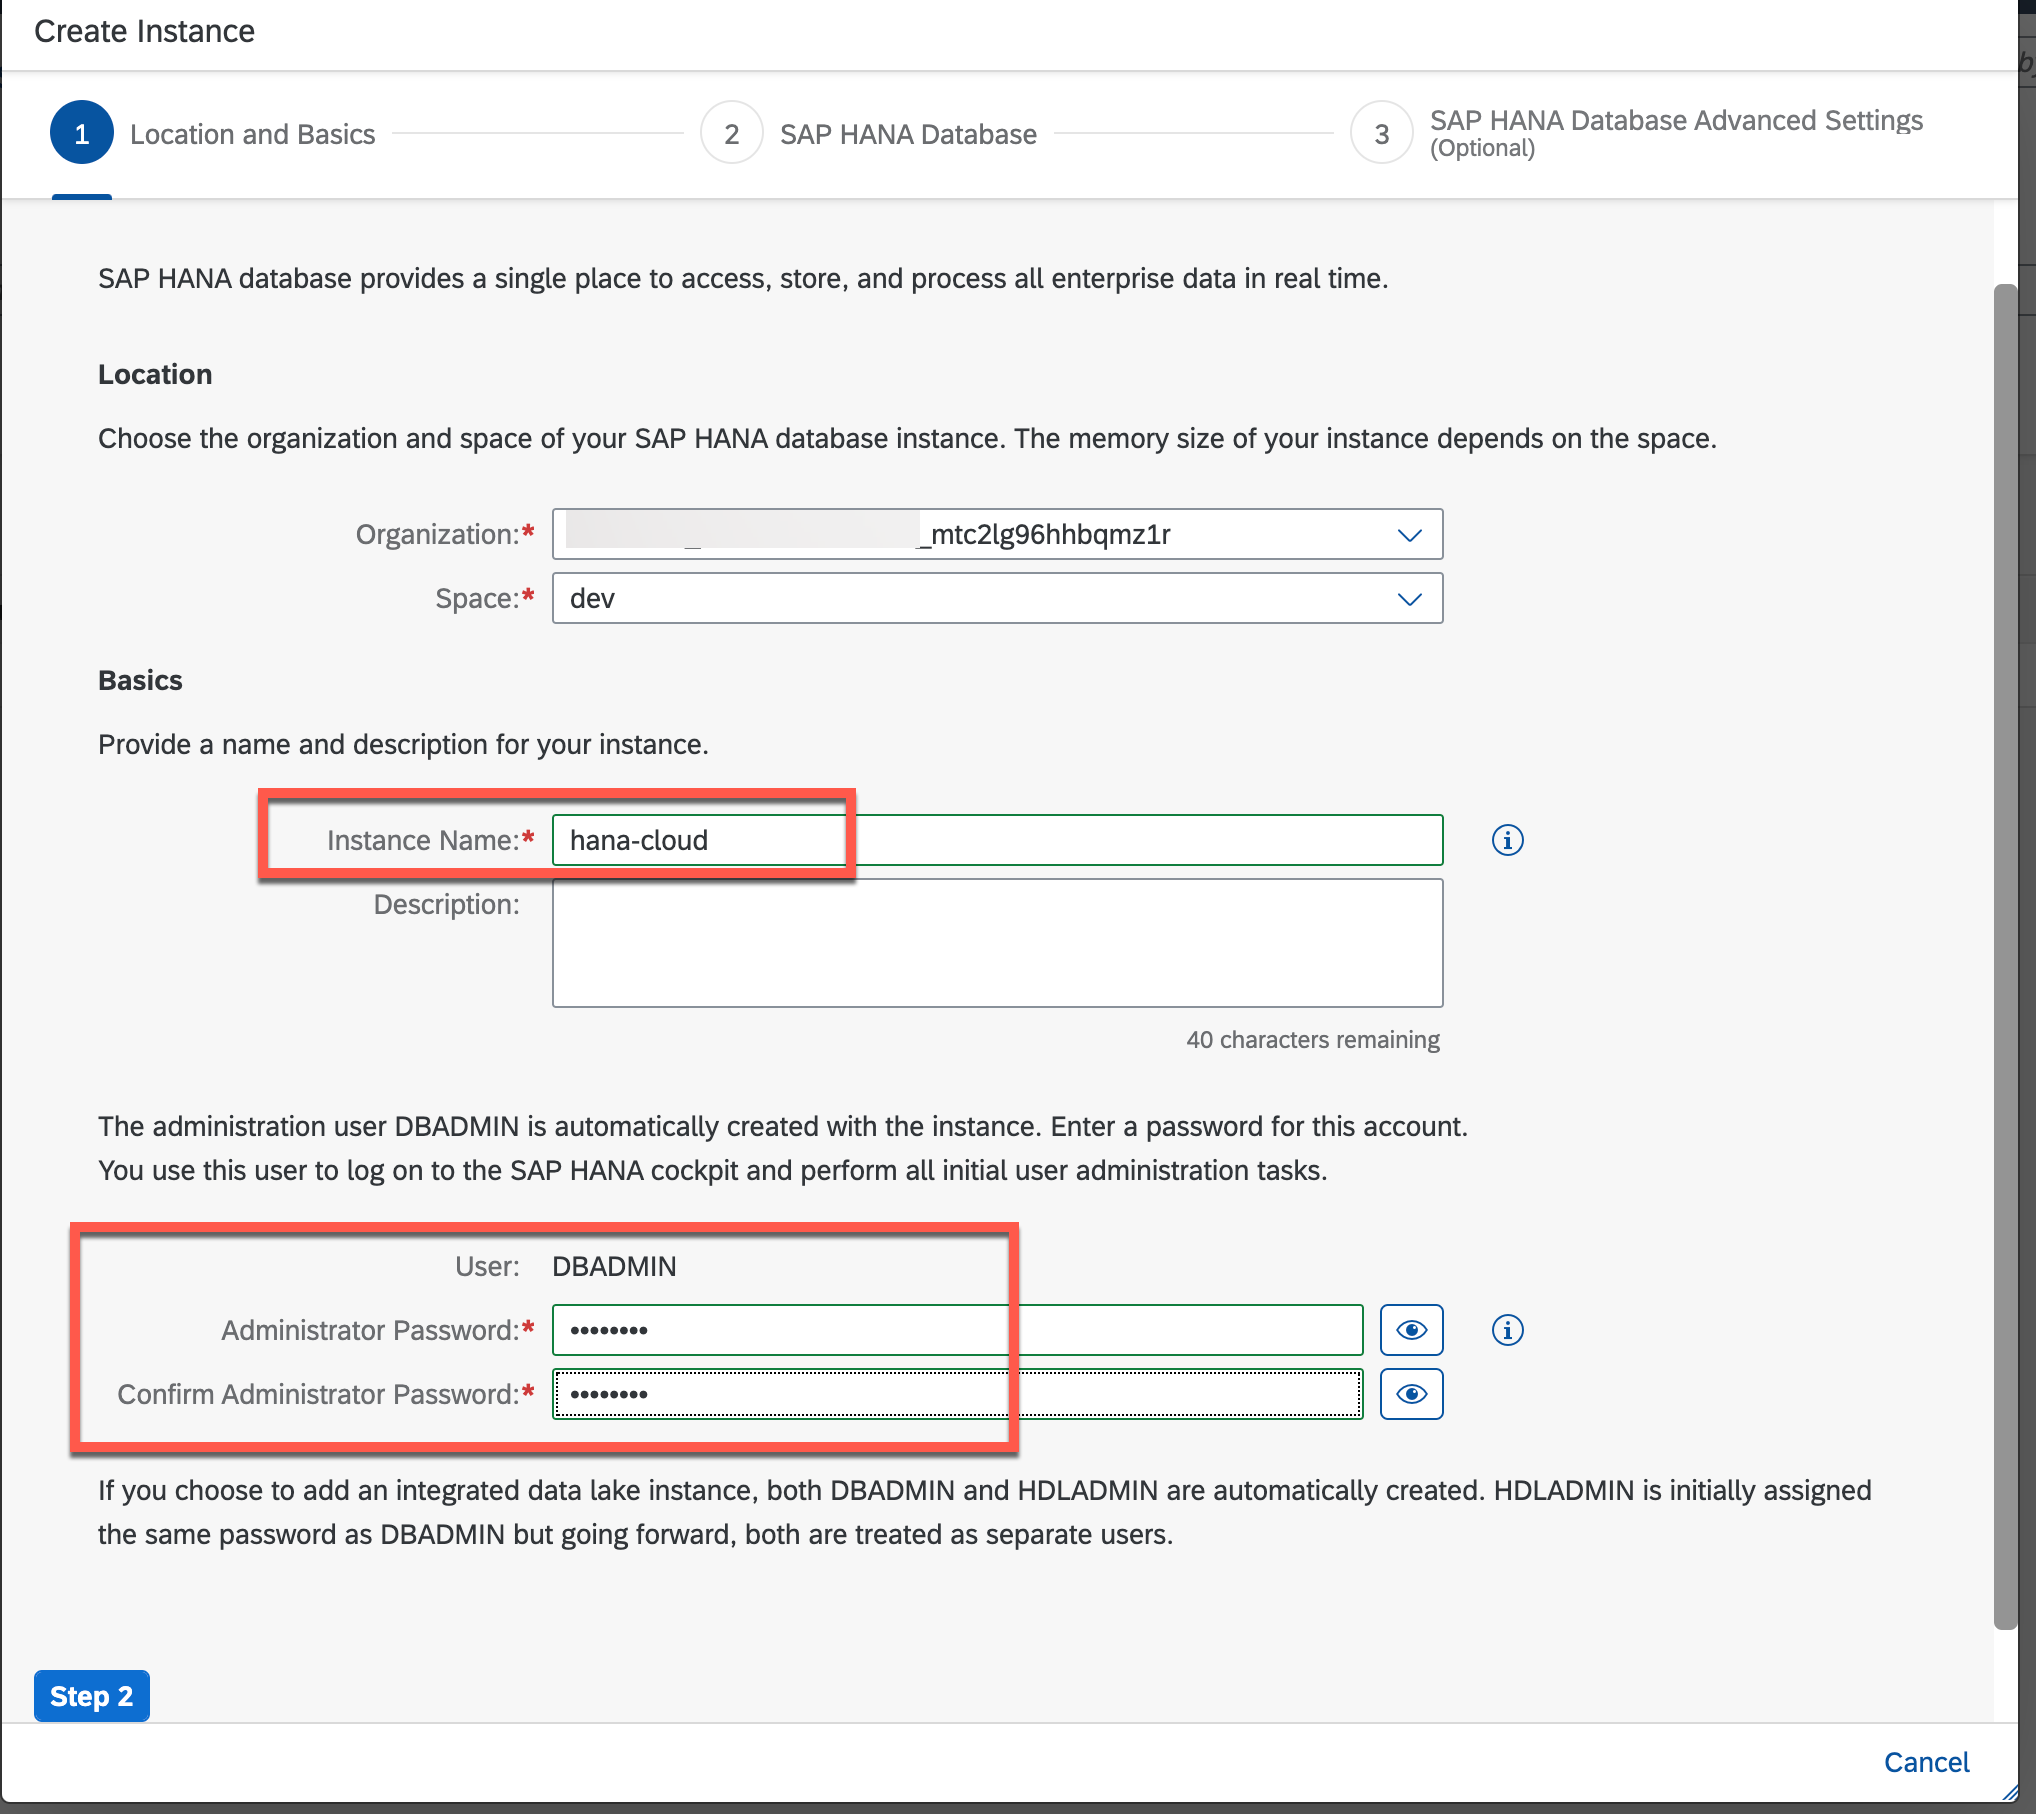 Create Instance
1 Location and Basics
2 SAP HANA Database
3 SAP HANA Database Advanced Settings
(Optional)
SAP HANA database provides a single place to access, store, and process all enterprise data in real time.
Location
Choose the organization and space of your SAP HANA database instance. The memory size of your instance depends on the space.
Organization:* _mtc2lg96hhbqmz1r
Space:* dev
Basics
Provide a name and description for your instance.
Instance Name:* hana-cloud
Description:
40 characters remaining
The administration user DBADMIN is automatically created with the instance. Enter a password for this account.
You use this user to log on to the SAP HANA cockpit and perform all initial user administration tasks.
User: DBADMIN
Administrator Password:* ••••••••
Confirm Administrator Password:* ••••••••
If you choose to add an integrated data lake instance, both DBADMIN and HDLADMIN are automatically created. HDLADMIN is initially assigned
the same password as DBADMIN but going forward, both are treated as separate users.
Step 2
Cancel